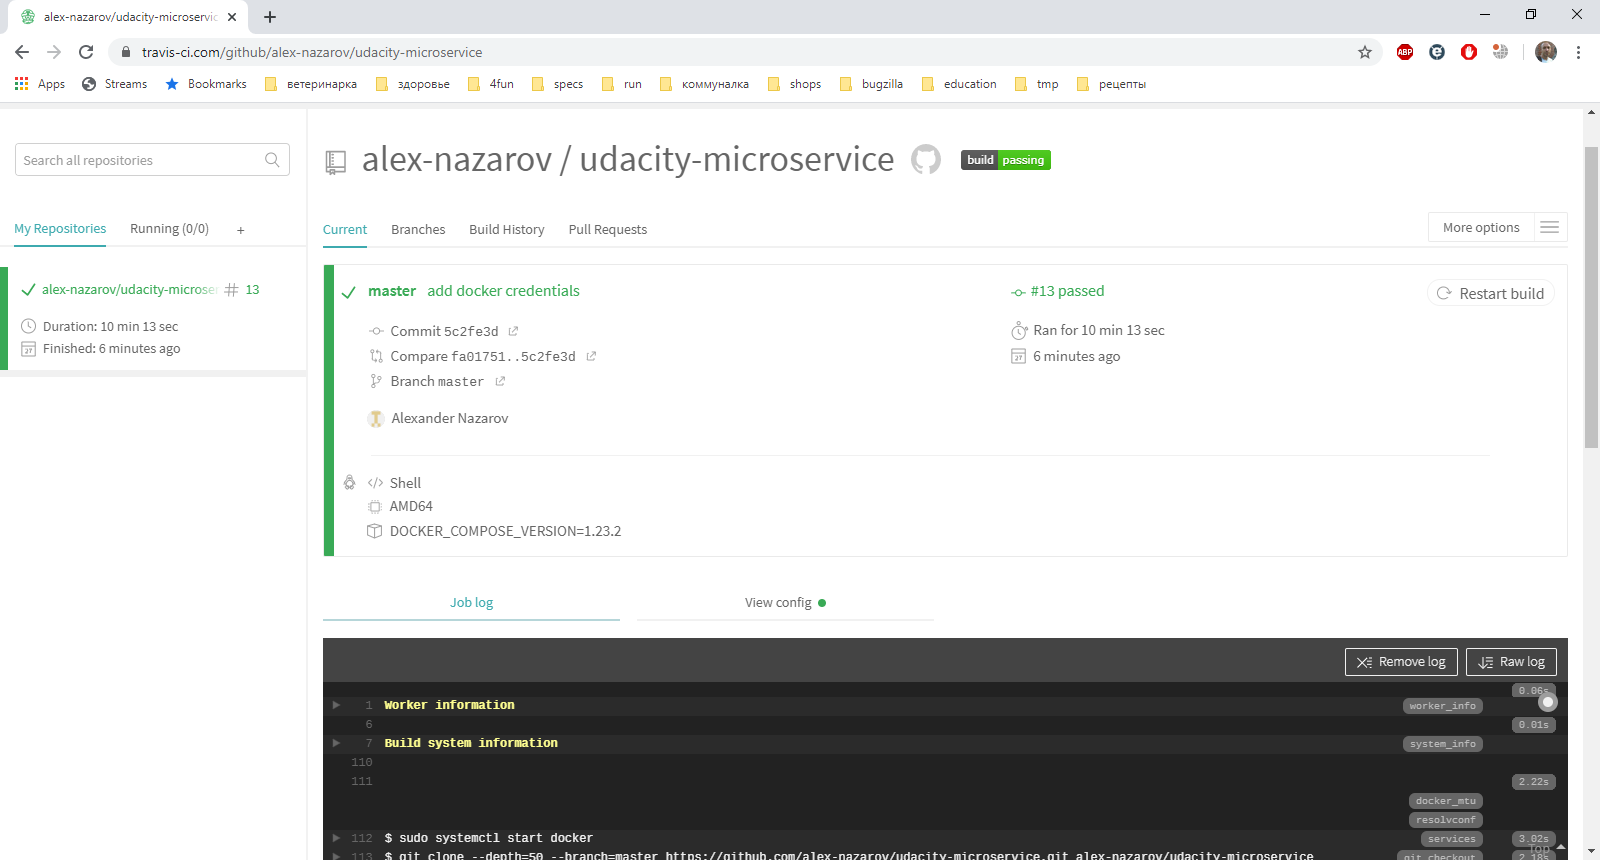 alex-nazarov/udacity-microservic
travis-ci.com/github/alex-nazarov/udacity-microservice
ABP
Apps Streams Bookmarks ветеринарка здоровье 4fun specs run коммуналка shops bugzilla education tmp рецепты
Search all repositories
alex-nazarov / udacity-microservice
build passing
My Repositories Running (0/0) +
Current Branches Build History Pull Requests
More options
alex-nazarov/udacity-microser # 13
Duration: 10 min 13 sec
Finished: 6 minutes ago
master add docker credentials
#13 passed
Restart build
Commit 5c2fe3d
Ran for 10 min 13 sec
Compare fa01751..5c2fe3d
6 minutes ago
Branch master
Alexander Nazarov
</> Shell
AMD64
DOCKER_COMPOSE_VERSION=1.23.2
Job log
View config
Remove log
Raw log
0.06s
1 Worker information worker_info
6 0.01s
7 Build system information system_info
110
111 2.22s
docker_mtu
resolvconf
112 $ sudo systemctl start docker services 3.02s
113 $ git clone --depth=50 --branch=master https://github.com/alex-nazarov/udacity-microservice.git alex-nazarov/udacity-microservice git.checkout 2.18s
Top